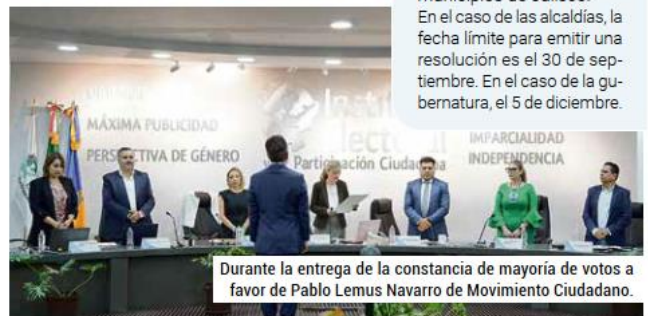 En el caso de las alcaldías, la
fecha límite para emitir una
resolución es el 30 de sep-
tiembre. En el caso de la gu-
bernatura, el 5 de diciembre.
MÁXIMA PUBLICIDAD
PERSPECTIVA DE GÉNERO
Instit
lectoral
Participación Ciudadana
IMPARCIALIDAD
INDEPENDENCIA
Durante la entrega de la constancia de mayoría de votos a
favor de Pablo Lemus Navarro de Movimiento Ciudadano.